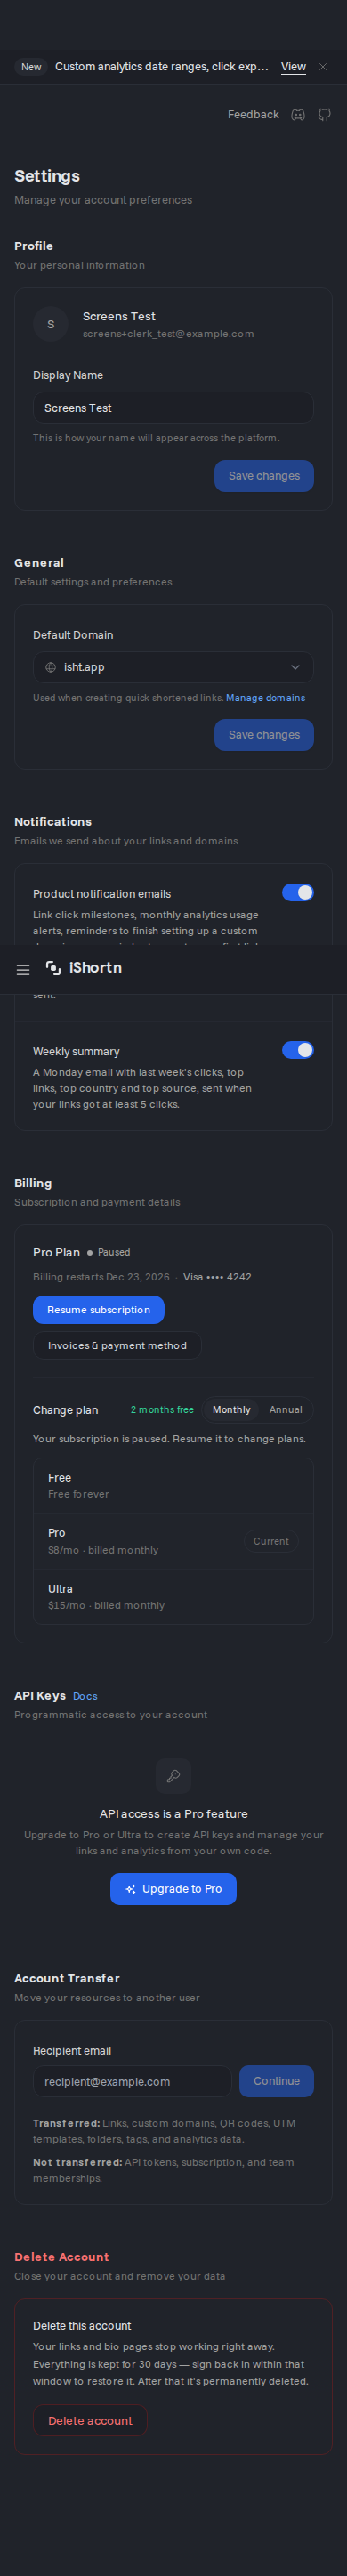 New Custom analytic date ranges, click exp... View
Feedback
Settings
Manage your account preferences
Profile
Your personal information
S
Screens Test
screens+clerk_test@example.com
Display Name
Screens Test
This is how your name will appear across the platform.
Save changes
General
Default settings and preferences
Default Domain
isht.app
Used when creating quick shortened links. Manage domains
Save changes
Notifications
Emails we send about your links and domains
Product notification emails
Link click milestones, monthly analytics usage
alerts, reminders to finish setting up a custom
IShortn
sent.
Weekly summary
A Monday email with last week's clicks, top
links, top country and top source, sent when
your links got at least 5 clicks.
Billing
Subscription and payment details
Pro Plan Paused
Billing restarts Dec 23, 2026 · Visa •••• 4242
Resume subscription
Invoices & payment method
Change plan 2 months free Monthly Annual
Your subscription is paused. Resume it to change plans.
Free
Free forever
Pro
$8/mo · billed monthly
Current
Ultra
$15/mo · billed monthly
API Keys Docs
Programmatic access to your account
API access is a Pro feature
Upgrade to Pro or Ultra to create API keys and manage your
links and analytics from your own code.
Upgrade to Pro
Account Transfer
Move your resources to another user
Recipient email
recipient@example.com Continue
Transferred: Links, custom domains, QR codes, UTM
templates, folders, tags, and analytics data.
Not transferred: API tokens, subscription, and team
memberships.
Delete Account
Close your account and remove your data
Delete this account
Your links and bio pages stop working right away.
Everything is kept for 30 days — sign back in within that
window to restore it. After that it's permanently deleted.
Delete account